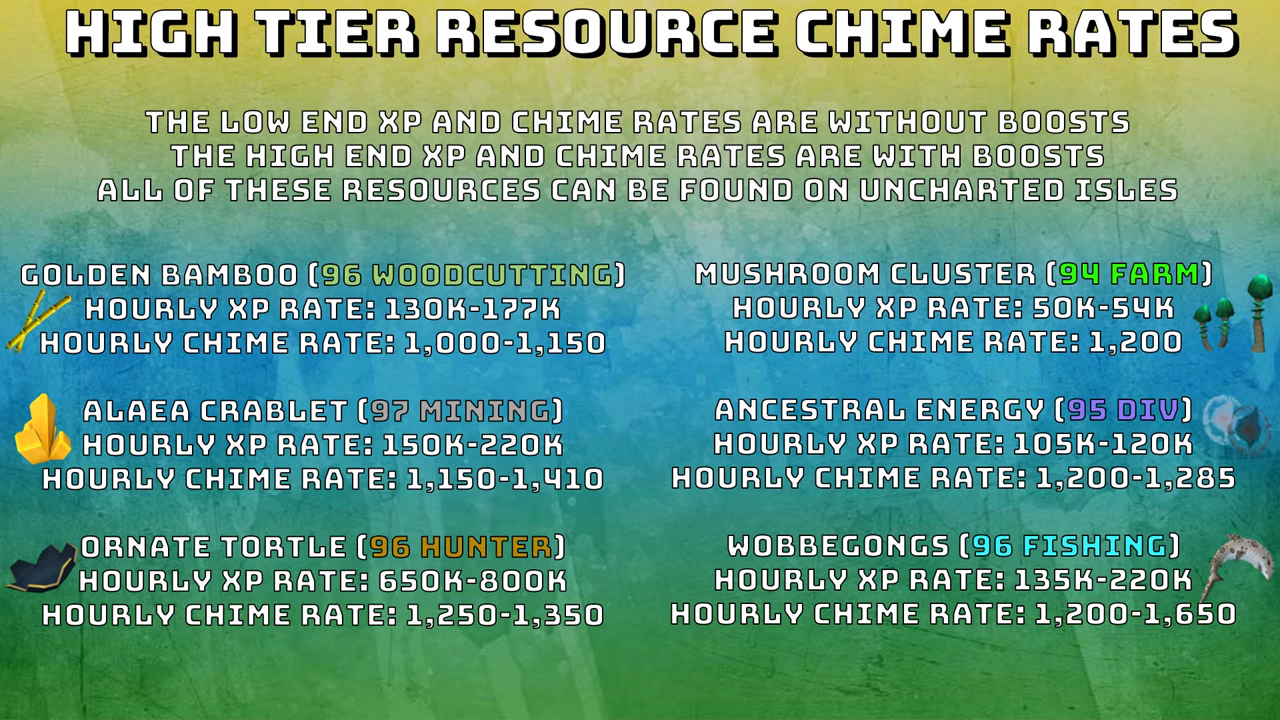 HIGH TIER RESOURCE CHIME RATES
THE LOW END XP AND CHIME RATES ARE WITHOUT BOOSTS
THE HIGH END XP AND CHIME RATES ARE WITH BOOSTS
ALL OF THESE RESOURCES CAN BE FOUND ON UNCHARTED ISLES
GOLDEN BAMBOO (96 WOODCUTTING)
HOURLY XP RATE: 130K-177K
HOURLY CHIME RATE: 1,000-1,150
MUSHROOM CLUSTER (94 FARM)
HOURLY XP RATE: 50K-54K
HOURLY CHIME RATE: 1,200
ALAEA CRABLET (97 MINING)
HOURLY XP RATE: 150K-220K
HOURLY CHIME RATE: 1,150-1,410
ANCESTRAL ENERGY (95 DIV)
HOURLY XP RATE: 105K-120K
HOURLY CHIME RATE: 1,200-1,285
ORNATE TORTLE (96 HUNTER)
HOURLY XP RATE: 650K-800K
HOURLY CHIME RATE: 1,250-1,350
WOBBEGONGS (96 FISHING)
HOURLY XP RATE: 135K-220K
HOURLY CHIME RATE: 1,200-1,650